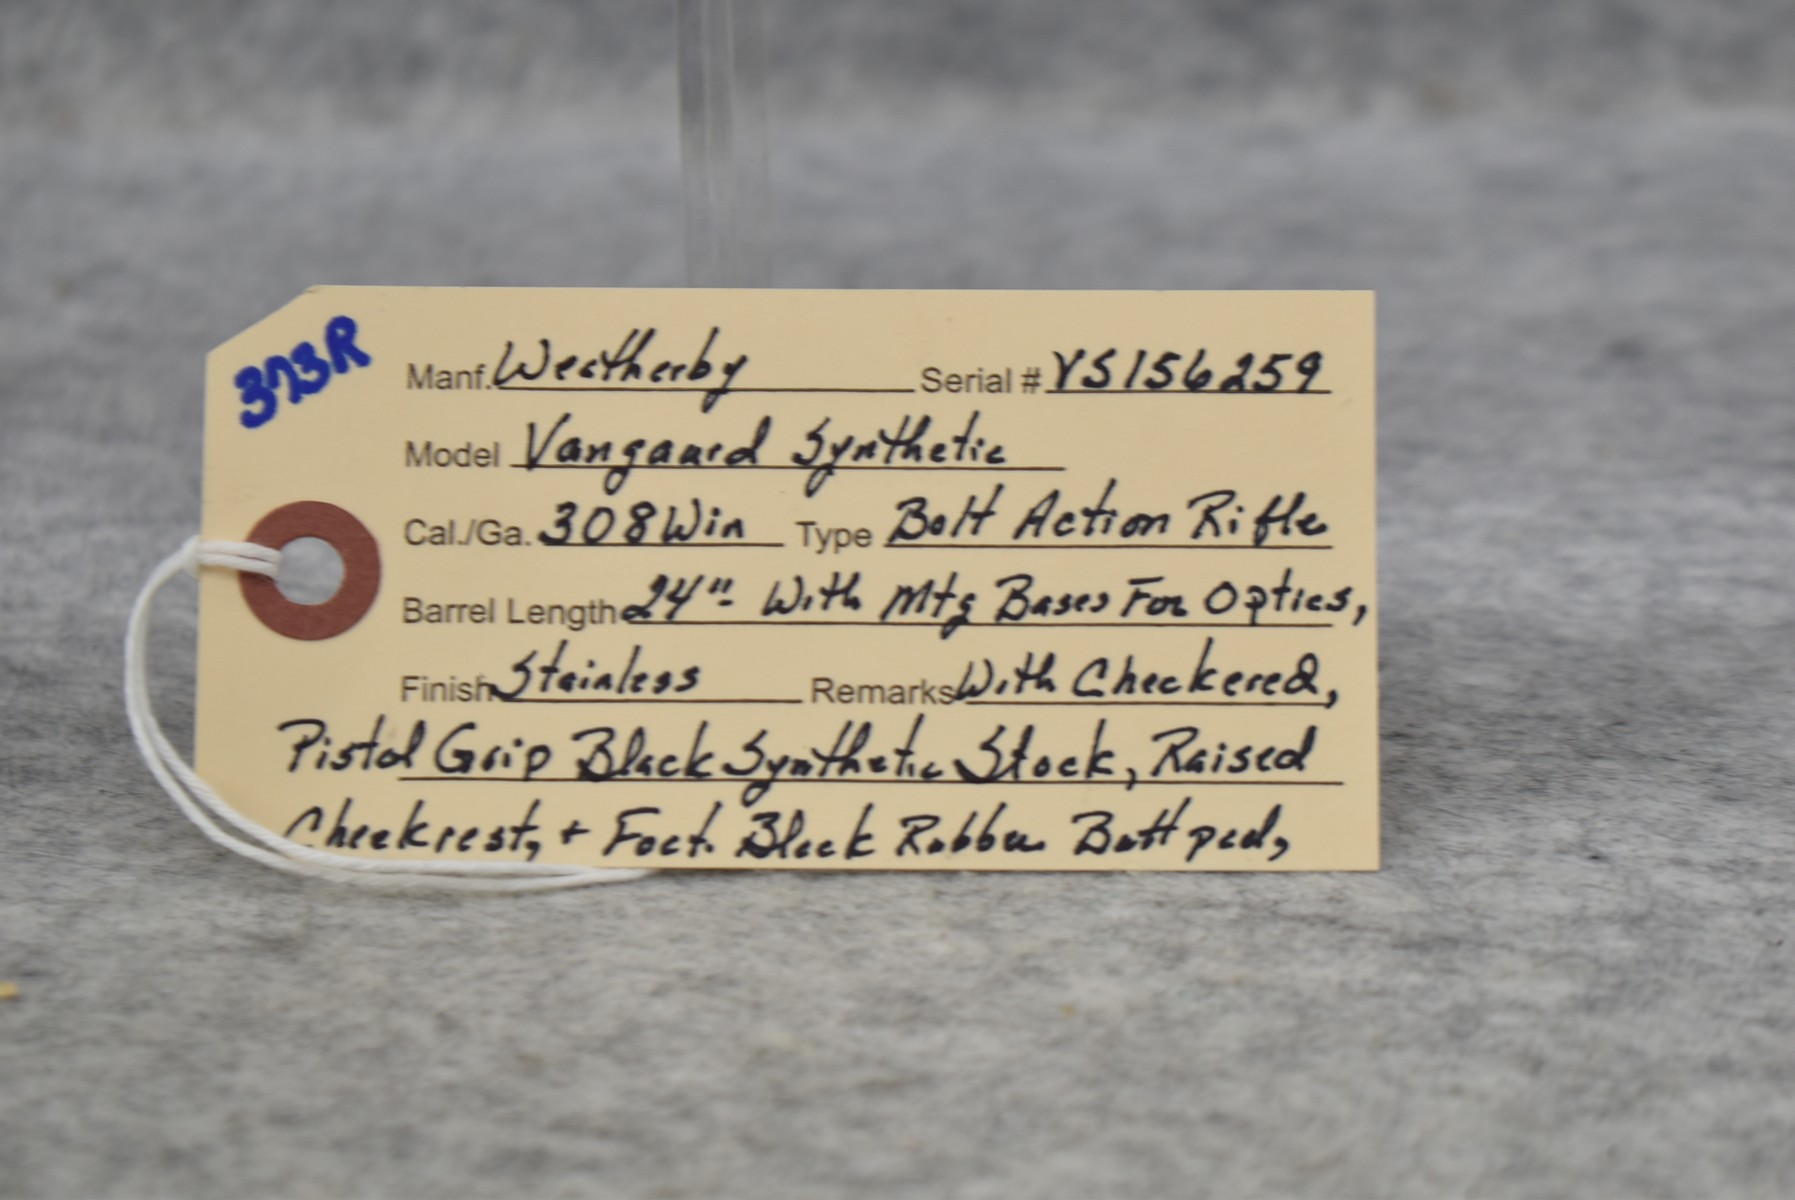 373R
Manf. Weatherby Serial # VS156259
Model Vangaurd Synthetic
Cal./Ga. 308 Win Type Bolt Action Rifle
Barrel Length 24"- With Mtg Bases For Optics,
Finish Stainless Remarks With Checkered,
Pistol Grip Black Synthetic Stock, Raised
Cheekrest, + Fact. Black Rubber Buttpad,